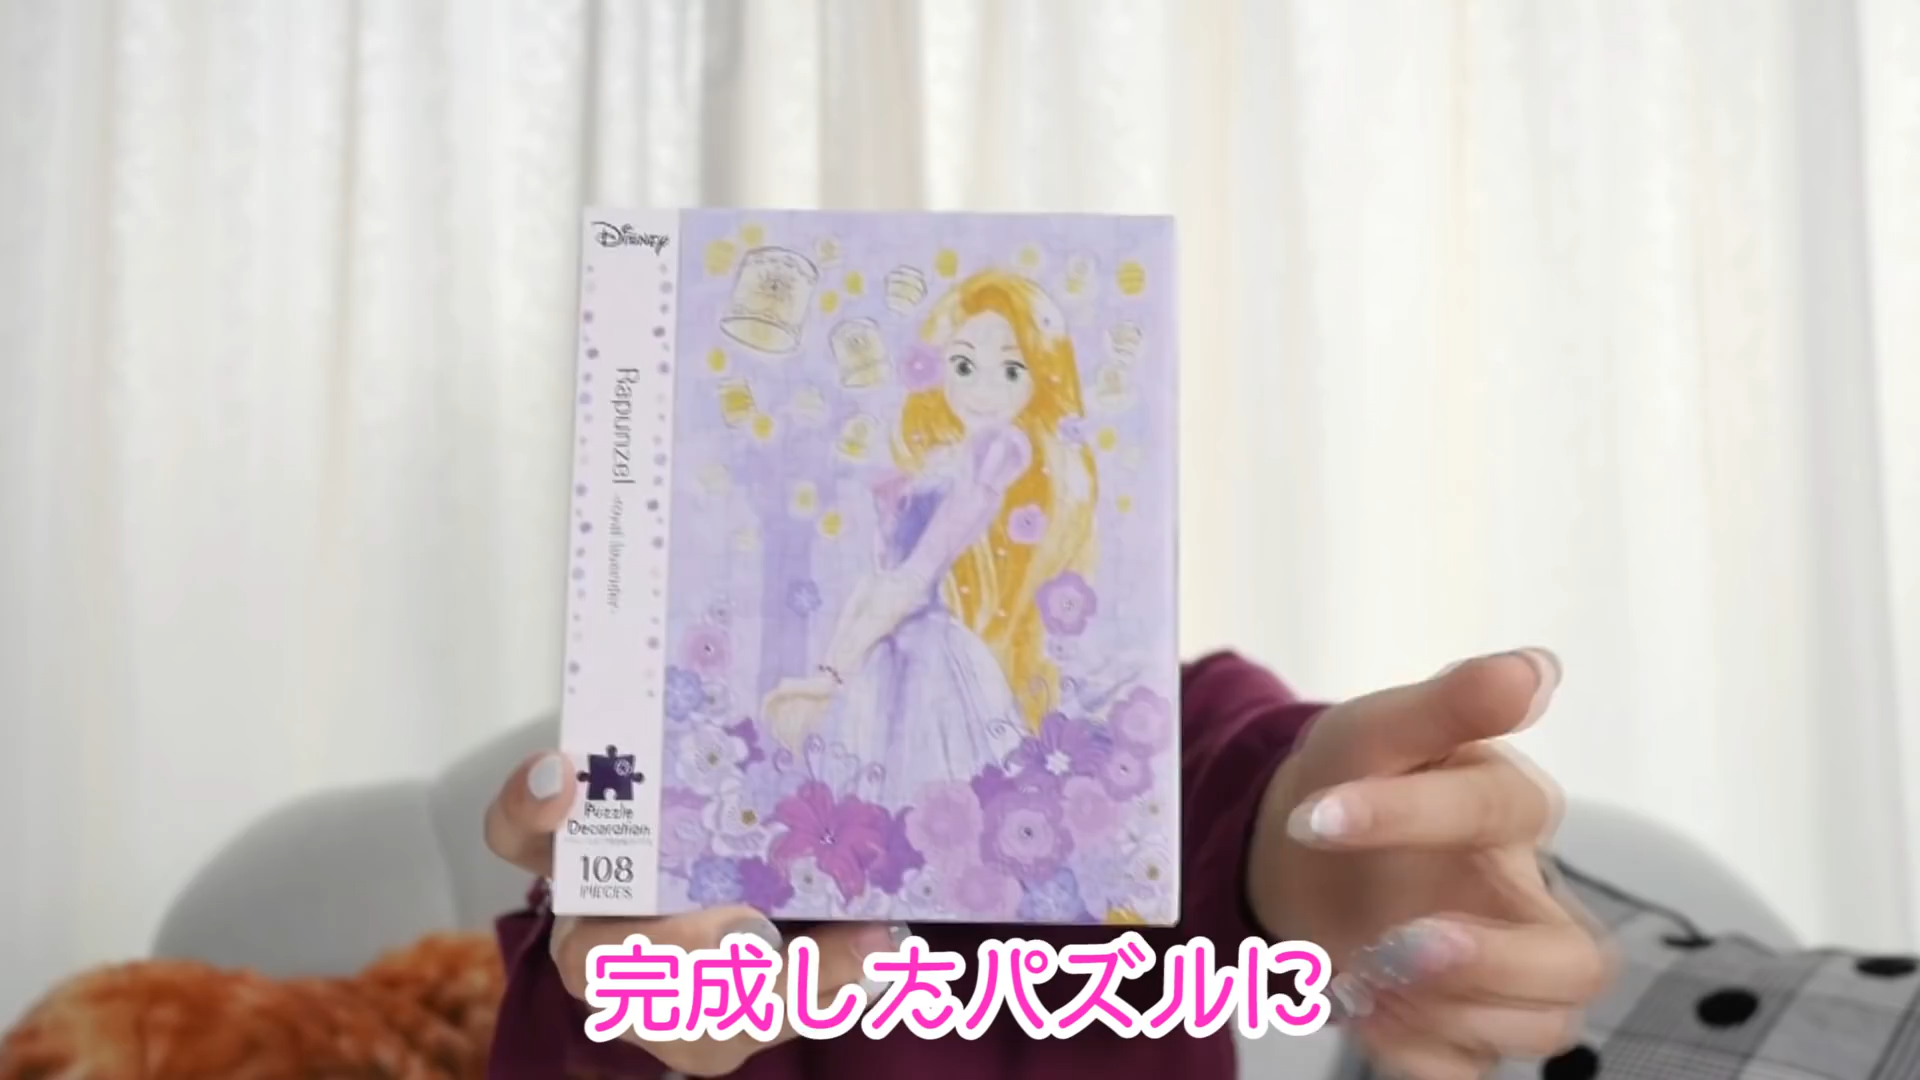 Disney
Rapunzel
Puzzle
Decoration
108
PIECES
完成したパズルに